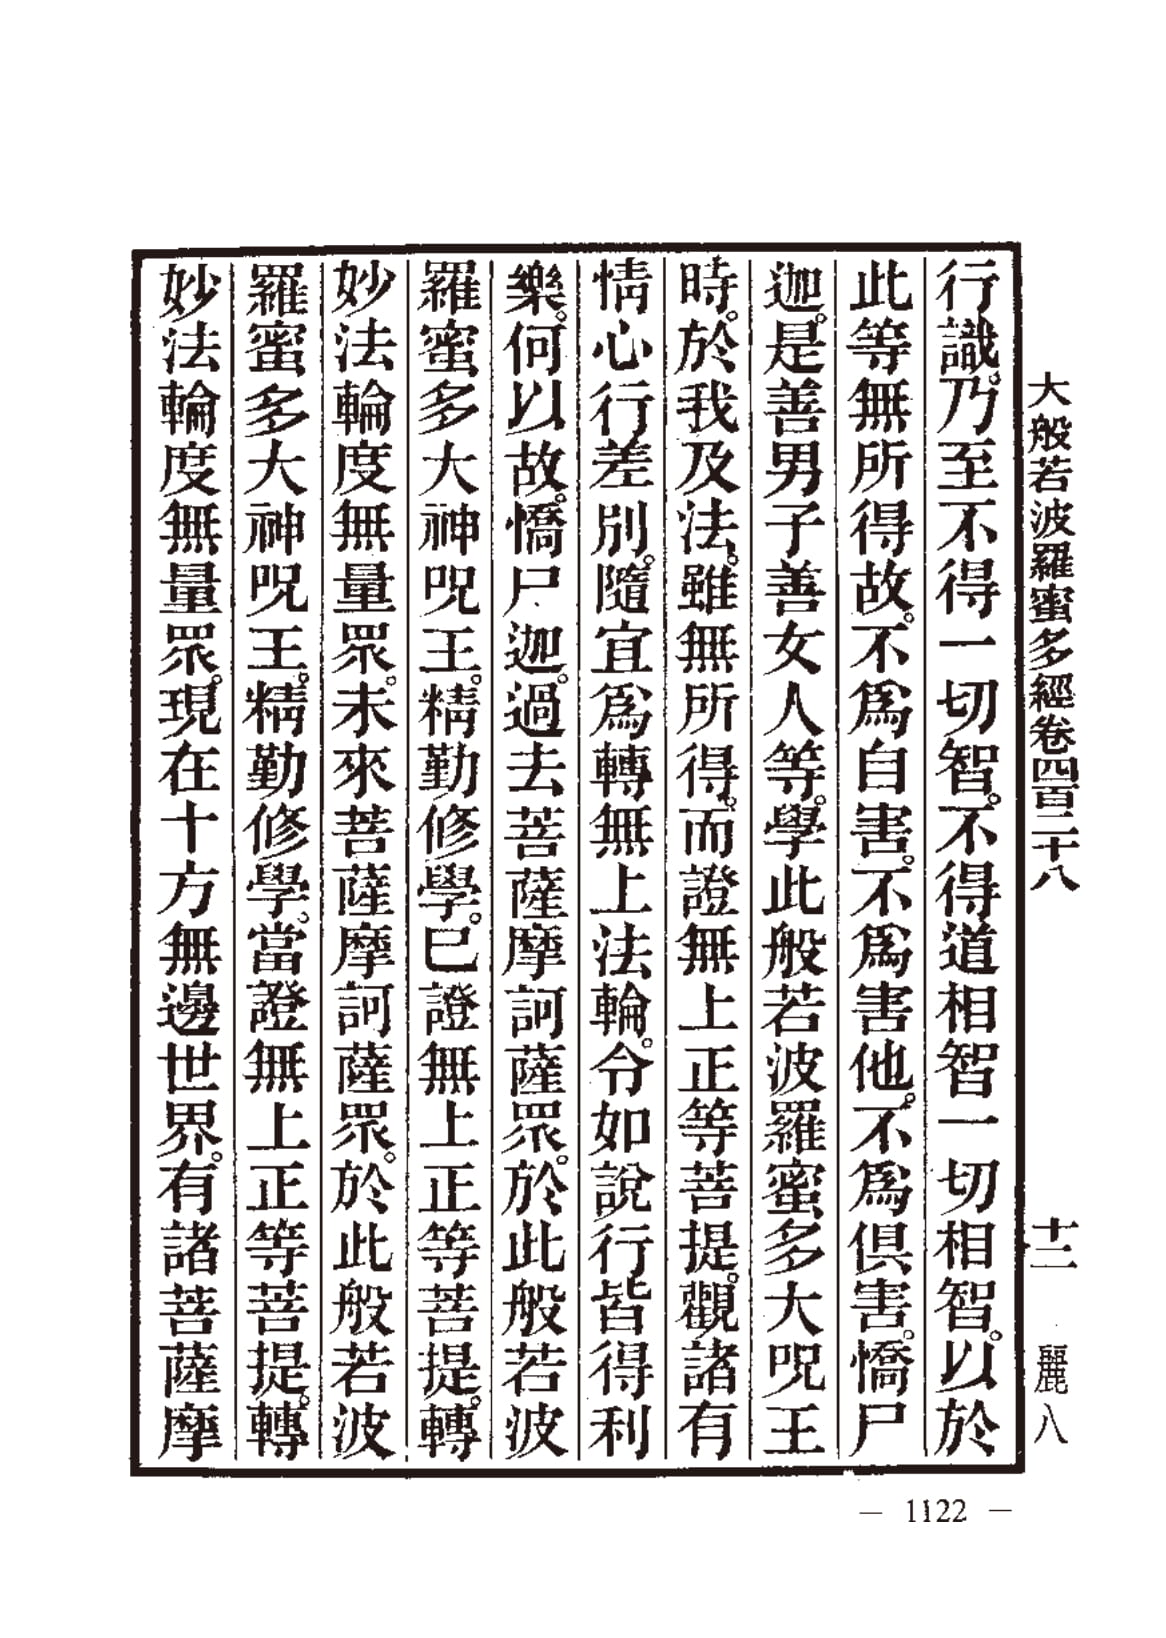 大般若波羅蜜多經卷四百二十八 十二 麗八
行識。乃至不得一切智。不得道相智一切相智。以於
此等無所得故。不爲自害。不爲害他。不爲俱害。憍尸
迦。是善男子善女人等。學此般若波羅蜜多大呪王
時。於我及法。雖無所得。而證無上正等菩提。觀諸有
情心行差別。隨宜爲轉無上法輪。令如說行皆得利
樂。何以故。憍尸迦。過去菩薩摩訶薩眾。於此般若波
羅蜜多大神呪王。精勤修學。已證無上正等菩提。轉
妙法輪度無量眾。未來菩薩摩訶薩眾。於此般若波
羅蜜多大神呪王。精勤修學。當證無上正等菩提。轉
妙法輪度無量眾。現在十方無邊世界。有諸菩薩摩
— 1122 —